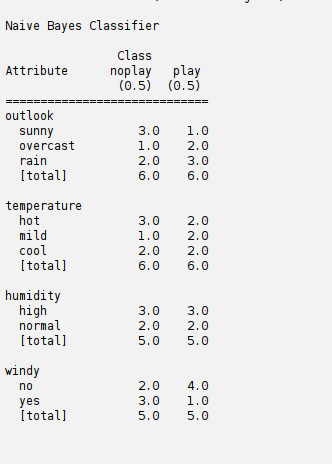 Naive Bayes Classifier
Class
Attribute noplay play
(0.5) (0.5)
=============================
outlook
sunny 3.0 1.0
overcast 1.0 2.0
rain 2.0 3.0
[total] 6.0 6.0
temperature
hot 3.0 2.0
mild 1.0 2.0
cool 2.0 2.0
[total] 6.0 6.0
humidity
high 3.0 3.0
normal 2.0 2.0
[total] 5.0 5.0
windy
no 2.0 4.0
yes 3.0 1.0
[total] 5.0 5.0